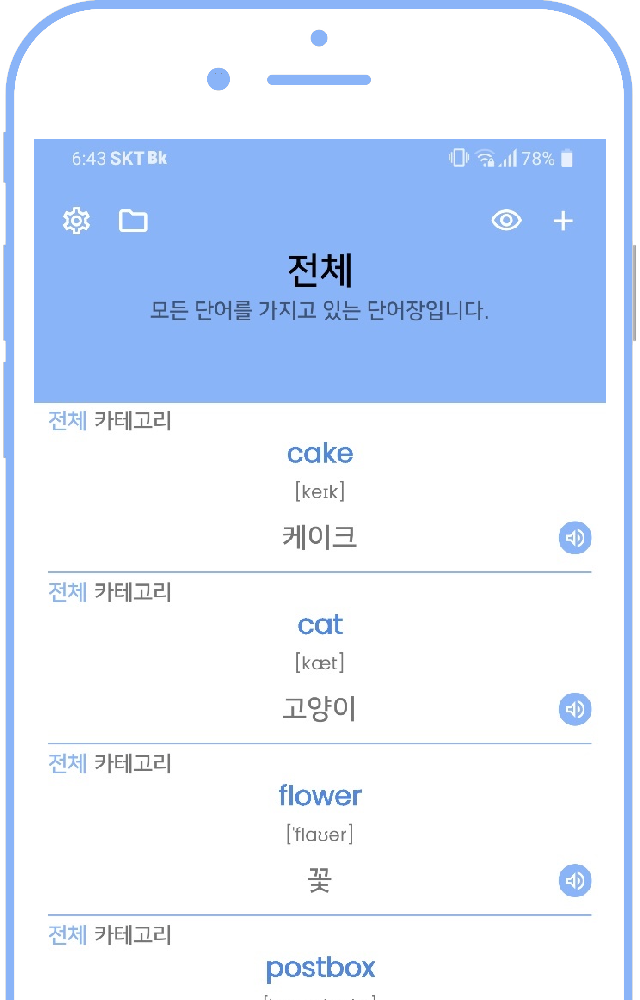 6:43 SKT Bk 78%
전체
모든 단어를 가지고 있는 단어장입니다.
전체 카테고리
cake
[keɪk]
케이크
전체 카테고리
cat
[kæt]
고양이
전체 카테고리
flower
['flaʊer]
꽃
전체 카테고리
postbox